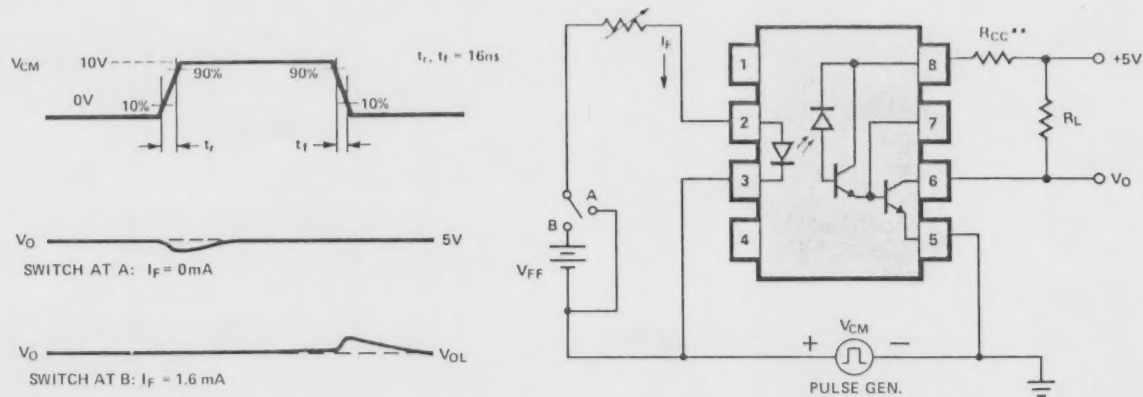 VCM
10V
0V
10%
90%
90%
10%
tr
tf
tr, tf = 16ns
VO
5V
SWITCH AT A: IF = 0mA
VO
VOL
SWITCH AT B: IF = 1.6 mA
IF
A
B
VFF
1
2
3
4
8
7
6
5
RCC**
+5V
RL
VO
VCM
+
−
PULSE GEN.